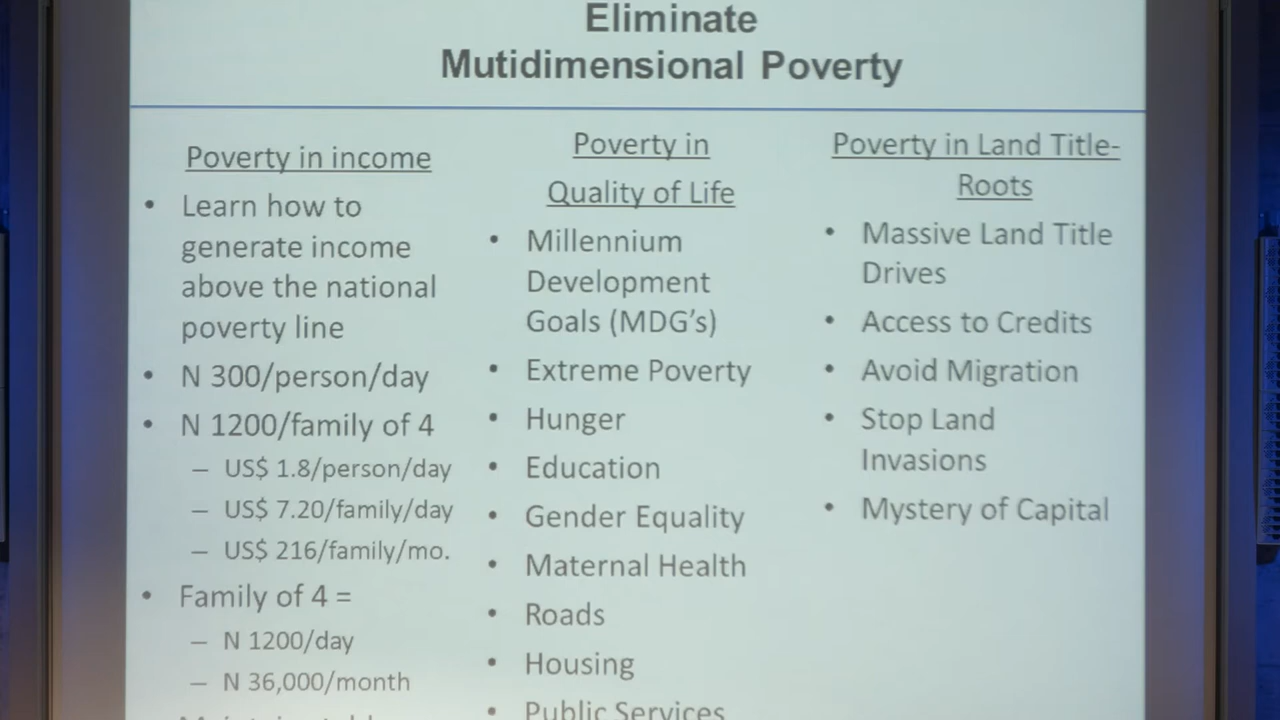 Eliminate
Mutidimensional Poverty
Poverty in income
• Learn how to
generate income
above the national
poverty line
• N 300/person/day
• N 1200/family of 4
– US$ 1.8/person/day
– US$ 7.20/family/day
– US$ 216/family/mo.
• Family of 4 =
– N 1200/day
– N 36,000/month
Poverty in
Quality of Life
• Millennium
Development
Goals (MDG's)
• Extreme Poverty
• Hunger
• Education
• Gender Equality
• Maternal Health
• Roads
• Housing
• Public Services
Poverty in Land Title-
Roots
• Massive Land Title
Drives
• Access to Credits
• Avoid Migration
• Stop Land
Invasions
• Mystery of Capital